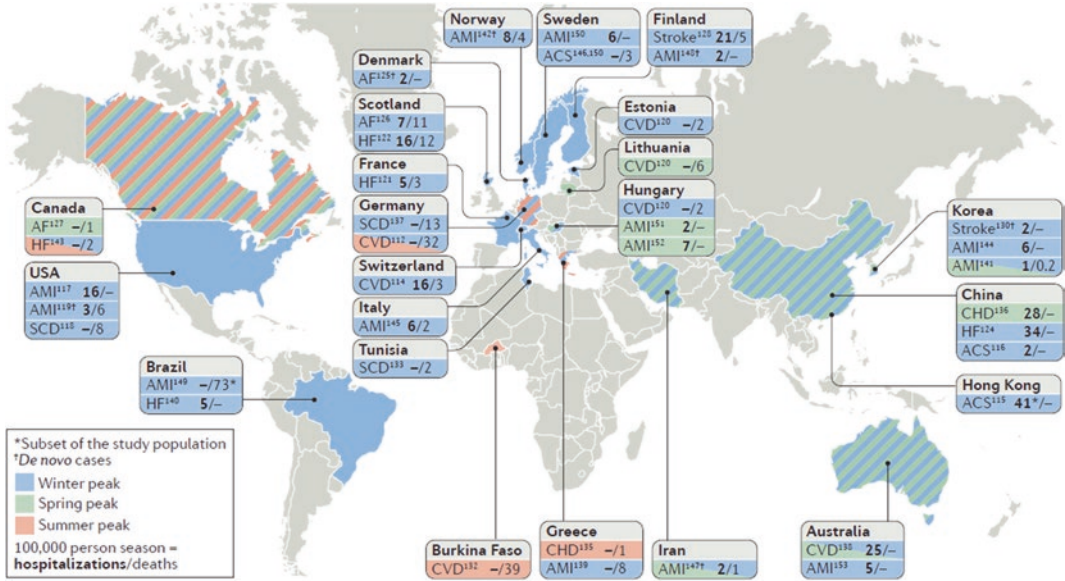 Norway
AMI¹⁴²† 8/4
Sweden
AMI¹⁵⁰ 6/–
ACS¹⁴⁶,¹⁵⁰ –/3
Finland
Stroke¹²⁸ 21/5
AMI¹⁴⁸† 2/–
Denmark
AF¹²⁵† 2/–
Scotland
AF¹²⁶ 7/11
HF¹²² 16/12
France
HF¹²¹ 5/3
Germany
SCD¹³⁷ –/13
CVD¹¹² –/32
Switzerland
CVD¹¹⁴ 16/3
Italy
AMI¹⁴⁵ 6/2
Tunisia
SCD¹³³ –/2
Estonia
CVD¹²⁰ –/2
Lithuania
CVD¹²⁰ –/6
Hungary
CVD¹²⁰ –/2
AMI¹⁵¹ 2/–
AMI¹⁵² 7/–
Canada
AF¹²⁷ –/1
HF¹⁴³ –/2
USA
AMI¹¹⁷ 16/–
AMI¹¹⁹† 3/6
SCD¹¹⁸ –/8
Brazil
AMI¹⁴⁹ –/73*
HF¹⁴⁰ 5/–
Korea
Stroke¹³⁰† 2/–
AMI¹⁴⁴ 6/–
AMI¹⁴¹ 1/0.2
China
CHD¹³⁶ 28/–
HF¹²⁴ 34/–
ACS¹¹⁶ 2/–
Hong Kong
ACS¹¹⁵ 41*/–
*Subset of the study population
†De novo cases
Winter peak
Spring peak
Summer peak
100,000 person season =
hospitalizations/deaths
Burkina Faso
CVD¹³² –/39
Greece
CHD¹³⁵ –/1
AMI¹³⁹ –/8
Iran
AMI¹⁴⁷† 2/1
Australia
CVD¹³⁸ 25/–
AMI¹⁵³ 5/–